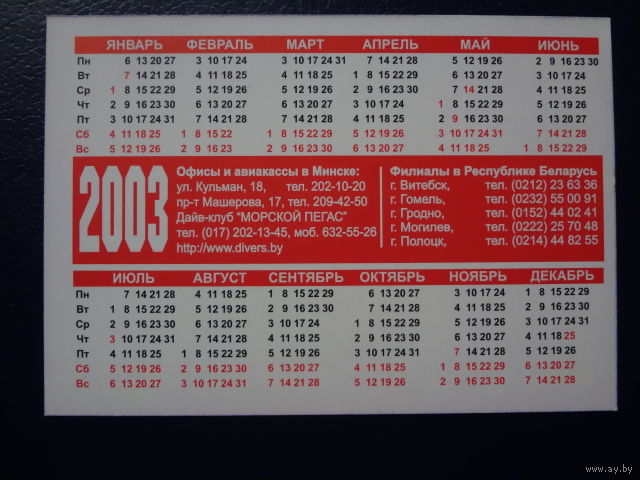 ЯНВАРЬ ФЕВРАЛЬ МАРТ АПРЕЛЬ МАЙ ИЮНЬ
Пн 6 13 20 27 3 10 17 24 3 10 17 24 31 7 14 21 28 5 12 19 26 2 9 16 23 30
Вт 7 14 21 28 4 11 18 25 4 11 18 25 1 8 15 22 29 6 13 20 27 3 10 17 24
Ср 1 8 15 22 29 5 12 19 26 5 12 19 26 2 9 16 23 30 7 14 21 28 4 11 18 25
Чт 2 9 16 23 30 6 13 20 27 6 13 20 27 3 10 17 24 1 8 15 22 29 5 12 19 26
Пт 3 10 17 24 31 7 14 21 28 7 14 21 28 4 11 18 25 2 9 16 23 30 6 13 20 27
Сб 4 11 18 25 1 8 15 22 1 8 15 22 29 5 12 19 26 3 10 17 24 31 7 14 21 28
Вс 5 12 19 26 2 9 16 23 2 9 16 23 30 6 13 20 27 4 11 18 25 1 8 15 22 29
2003
Офисы и авиакассы в Минске:
ул. Кульман, 18, тел. 202-10-20
пр-т Машерова, 17, тел. 209-42-50
Дайв-клуб "МОРСКОЙ ПЕГАС"
тел. (017) 202-13-45, моб. 632-55-26
http://www.divers.by
Филиалы в Республике Беларусь
г. Витебск, тел. (0212) 23 63 36
г. Гомель, тел. (0232) 55 00 91
г. Гродно, тел. (0152) 44 02 41
г. Могилев, тел. (0222) 25 70 48
г. Полоцк, тел. (0214) 44 82 55
ИЮЛЬ АВГУСТ СЕНТЯБРЬ ОКТЯБРЬ НОЯБРЬ ДЕКАБРЬ
Пн 7 14 21 28 4 11 18 25 1 8 15 22 29 6 13 20 27 3 10 17 24 1 8 15 22 29
Вт 1 8 15 22 29 5 12 19 26 2 9 16 23 30 7 14 21 28 4 11 18 25 2 9 16 23 30
Ср 2 9 16 23 30 6 13 20 27 3 10 17 24 1 8 15 22 29 5 12 19 26 3 10 17 24 31
Чт 3 10 17 24 31 7 14 21 28 4 11 18 25 2 9 16 23 30 6 13 20 27 4 11 18 25
Пт 4 11 18 25 1 8 15 22 29 5 12 19 26 3 10 17 24 31 7 14 21 28 5 12 19 26
Сб 5 12 19 26 2 9 16 23 30 6 13 20 27 4 11 18 25 1 8 15 22 29 6 13 20 27
Вс 6 13 20 27 3 10 17 24 31 7 14 21 28 5 12 19 26 2 9 16 23 30 7 14 21 28
www.ay.by